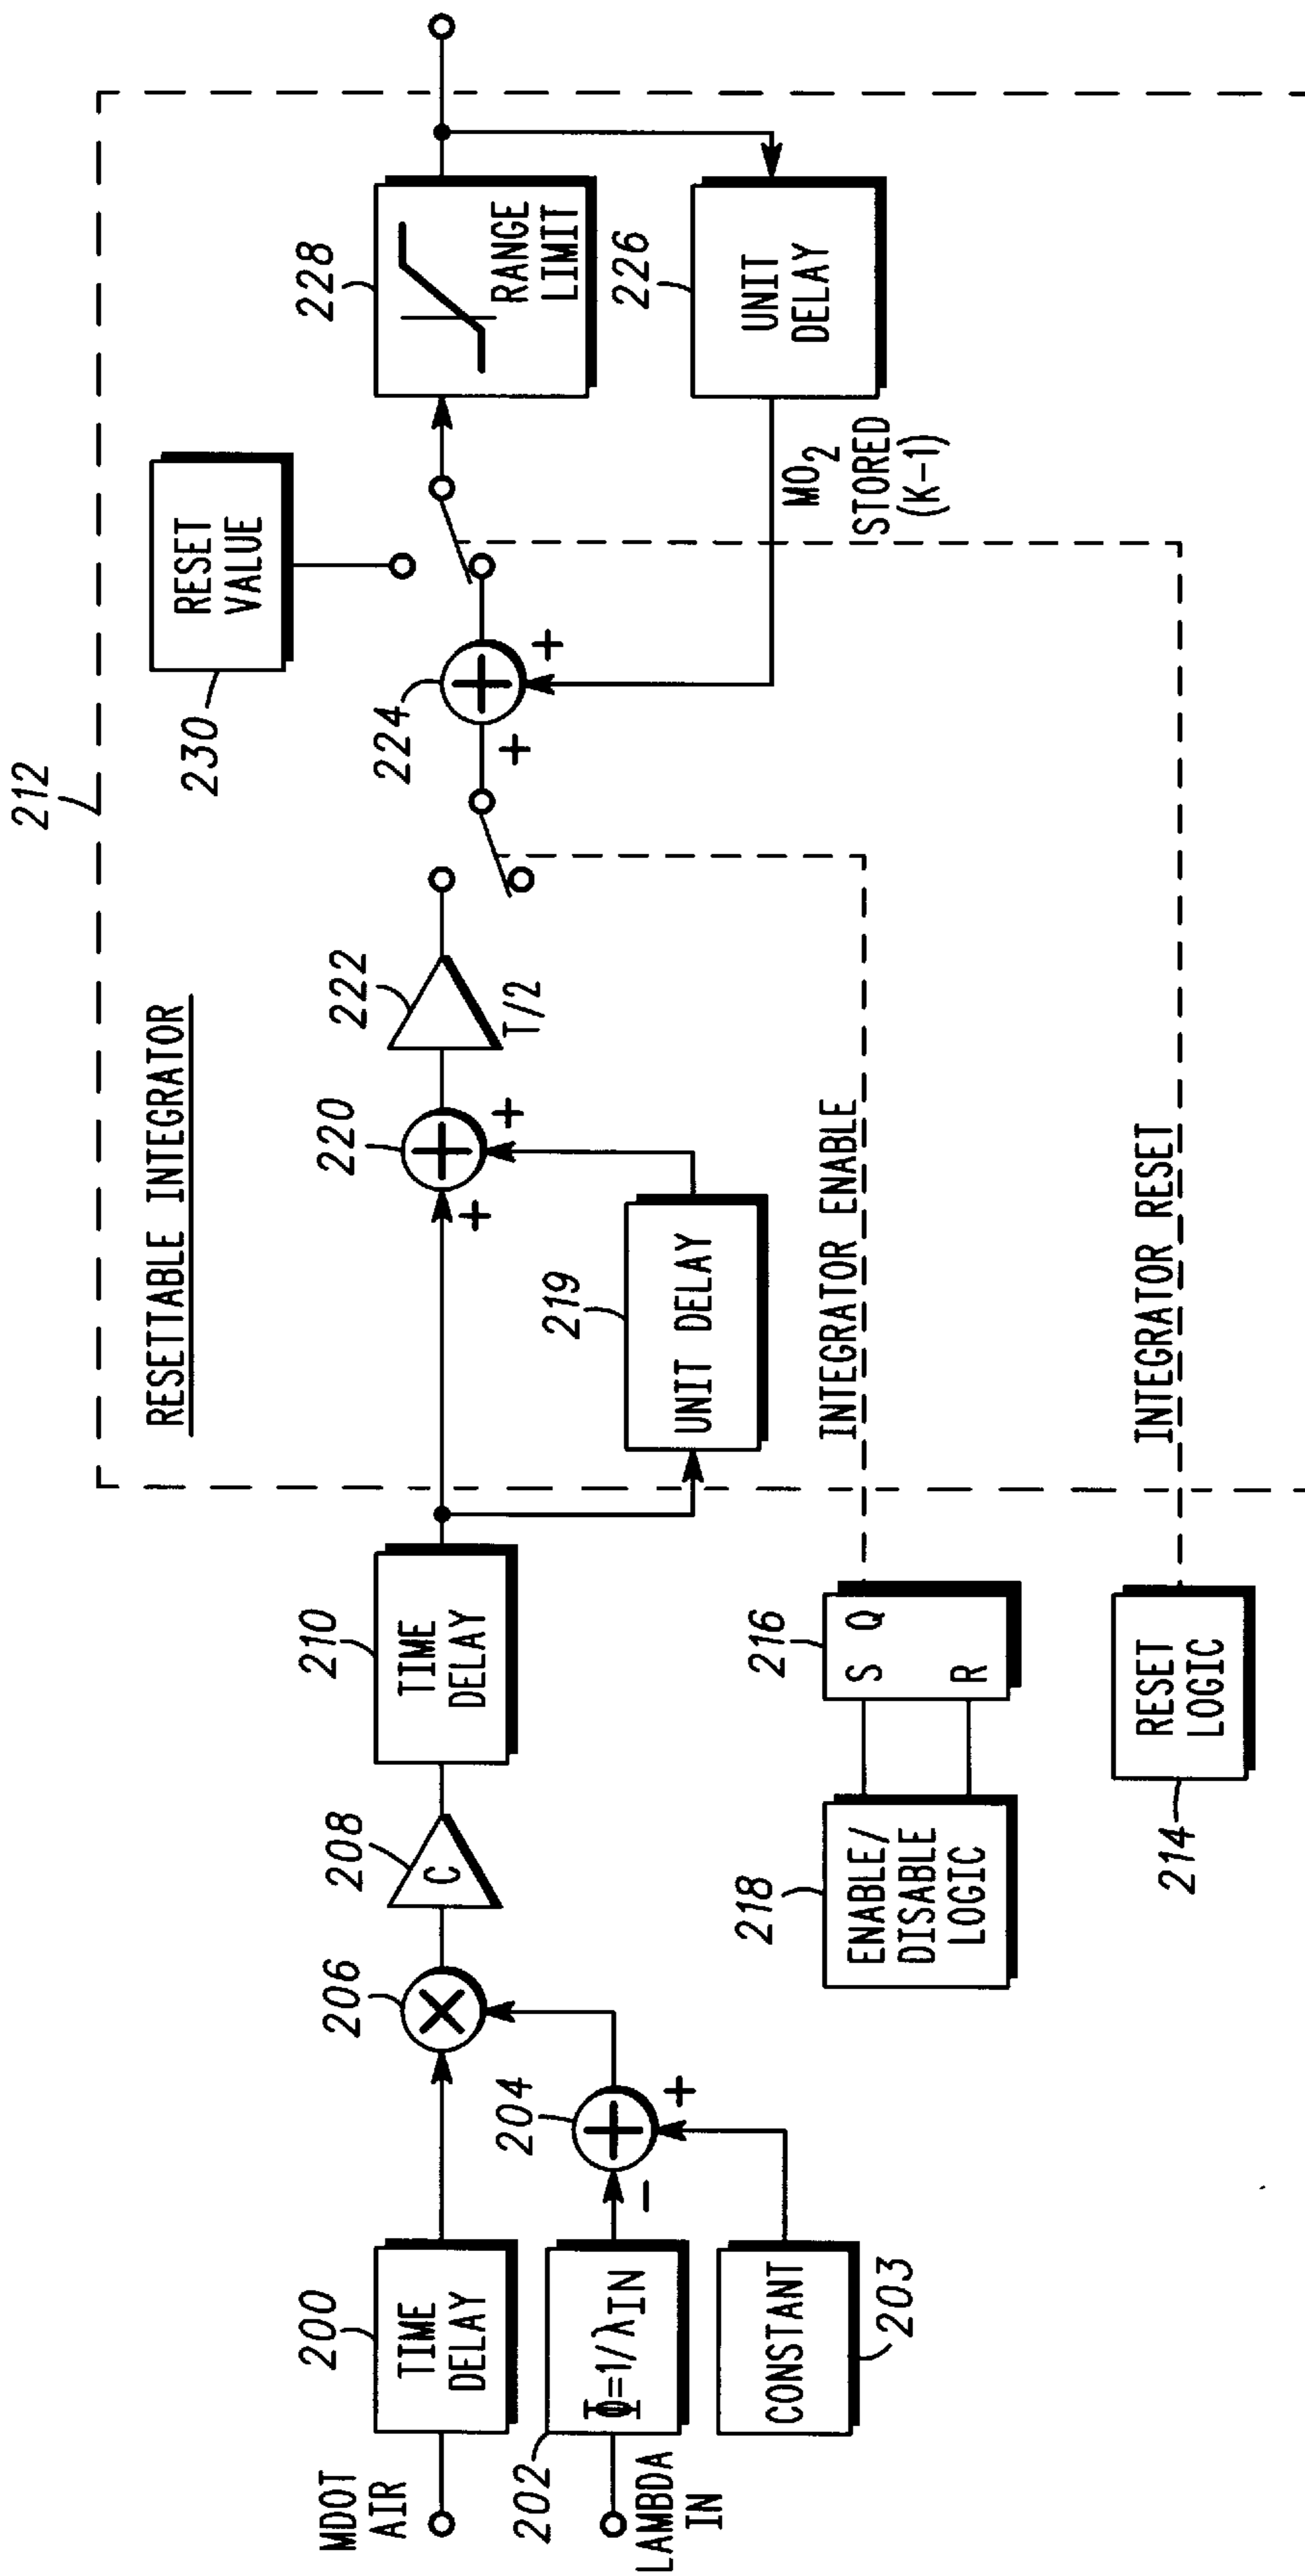 212
RESETTABLE INTEGRATOR
230
RESET
VALUE
228
RANGE
LIMIT
226
UNIT
DELAY
MO2
STORED
(K-1)
224
+
+
222
T/2
220
+
+
219
UNIT DELAY
INTEGRATOR ENABLE
INTEGRATOR RESET
MDOT
AIR
200
TIME
DELAY
206
208
C
210
TIME
DELAY
LAMBDA
IN
202
Φ=1/λIN
204
-
+
CONSTANT
203
218
ENABLE/
DISABLE
LOGIC
216
S Q
R
RESET
LOGIC
214